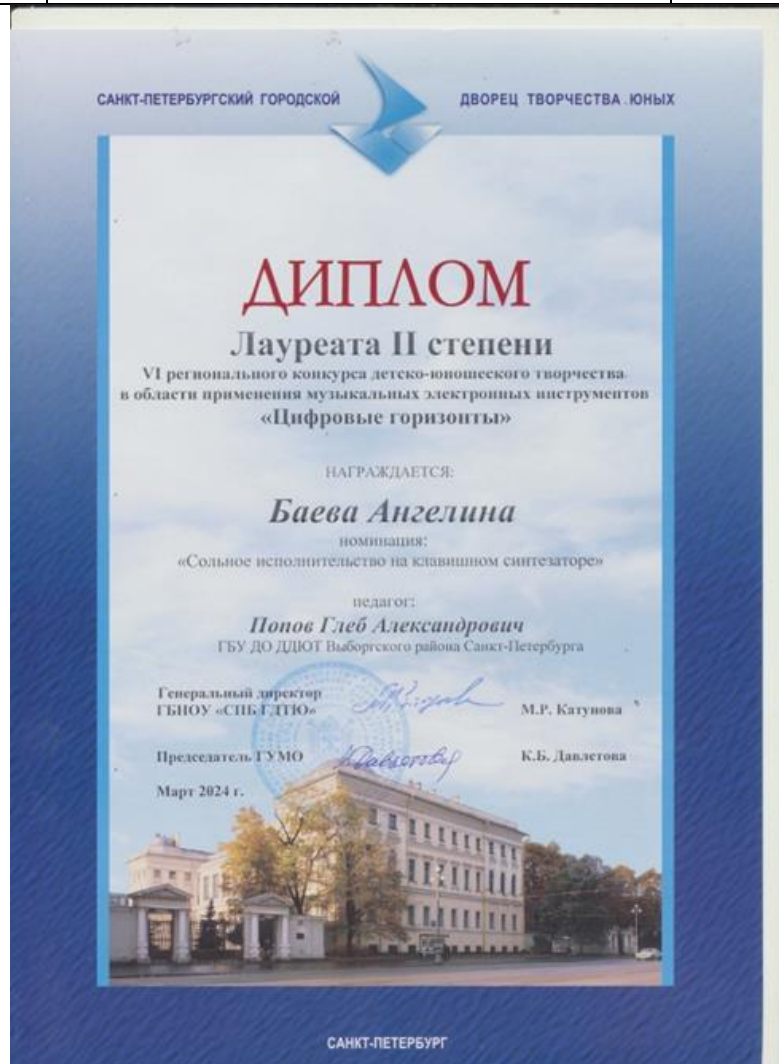 САНКТ-ПЕТЕРБУРГСКИЙ ГОРОДСКОЙ ДВОРЕЦ ТВОРЧЕСТВА ЮНЫХ
ДИПЛОМ
Лауреата II степени
VI регионального конкурса детско-юношеского творчества
в области применения музыкальных электронных инструментов
«Цифровые горизонты»
НАГРАЖДАЕТСЯ:
Баева Ангелина
номинация:
«Сольное исполнительство на клавишном синтезаторе»
педагог:
Попов Глеб Александрович
ГБУ ДО ДДЮТ Выборгского района Санкт-Петербурга
Генеральный директор
ГБНОУ «СПБ ГДТЮ» М.Р. Катунова
Председатель ГУМО К.Б. Давлетова
Март 2024 г.
САНКТ-ПЕТЕРБУРГ